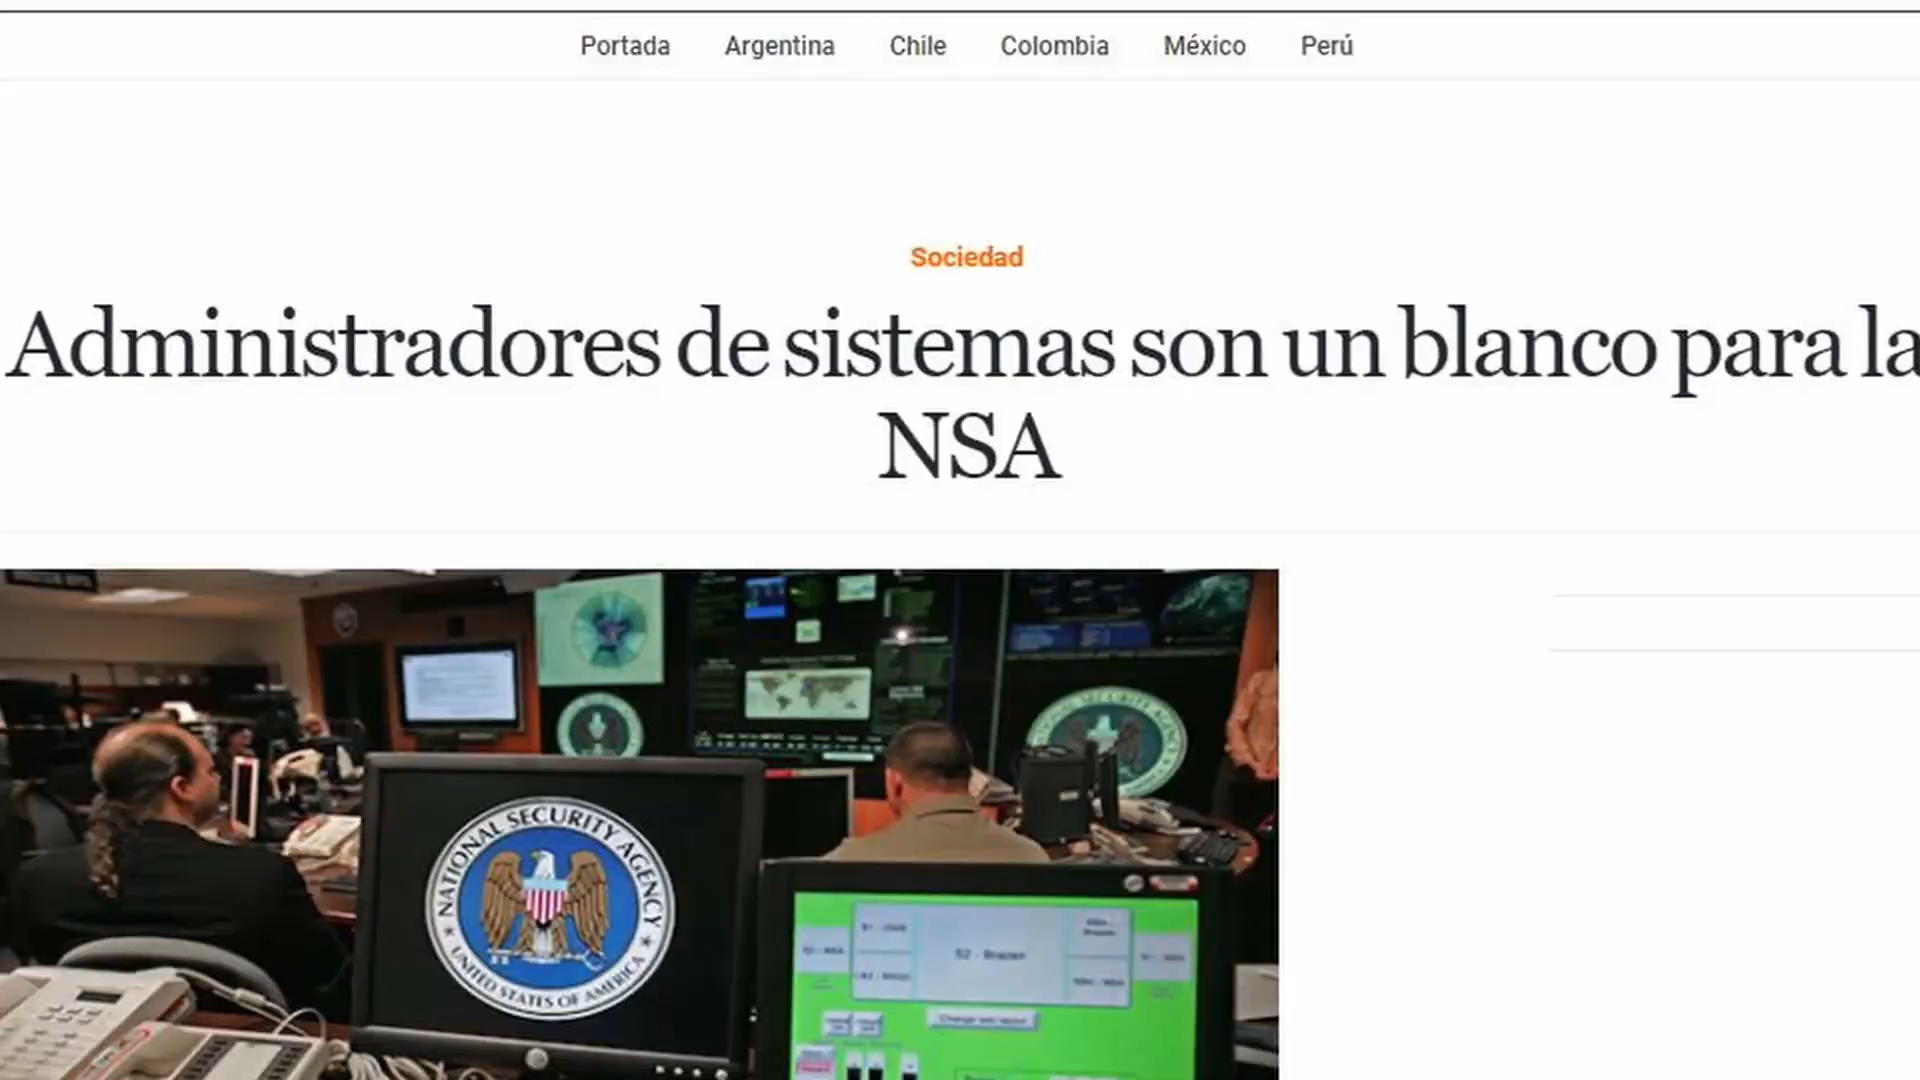 Portada Argentina Chile Colombia México Perú
Sociedad
Administradores de sistemas son un blanco para la
NSA
NATIONAL SECURITY AGENCY
UNITED STATES OF AMERICA